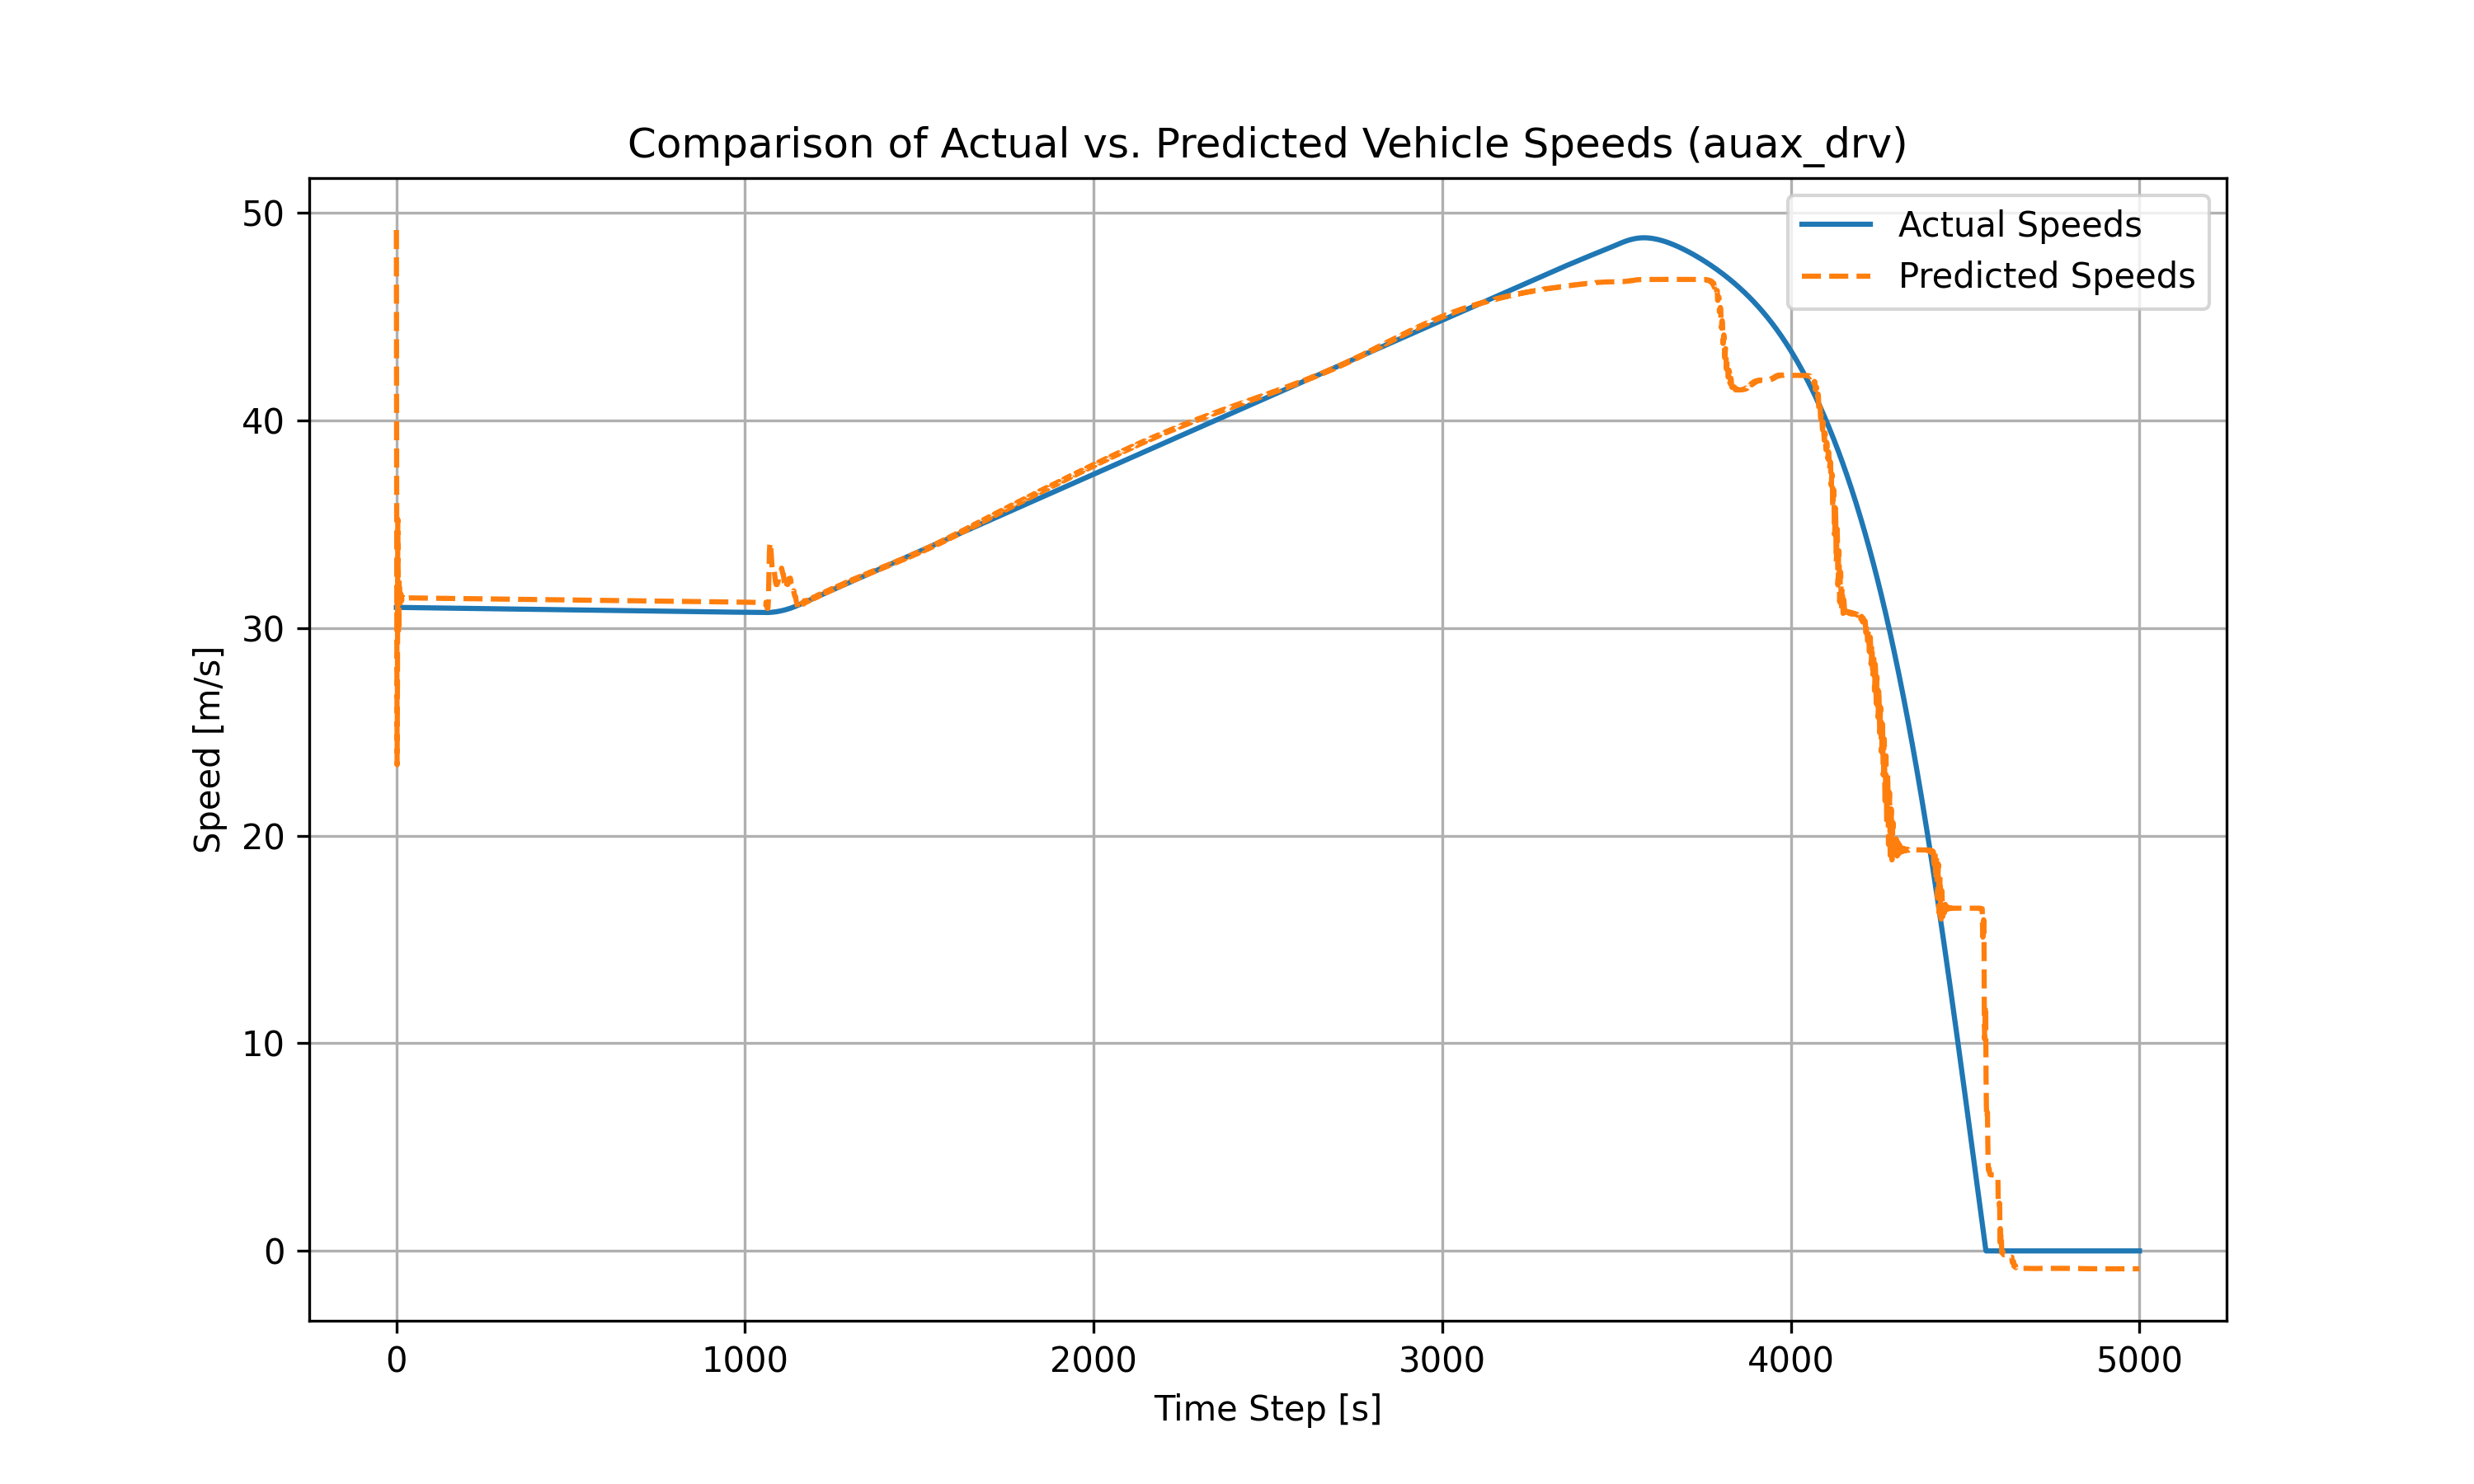 Comparison of Actual vs. Predicted Vehicle Speeds (auax_drv)
Actual Speeds
Predicted Speeds
Speed [m/s]
50
40
30
20
10
0
0 1000 2000 3000 4000 5000
Time Step [s]